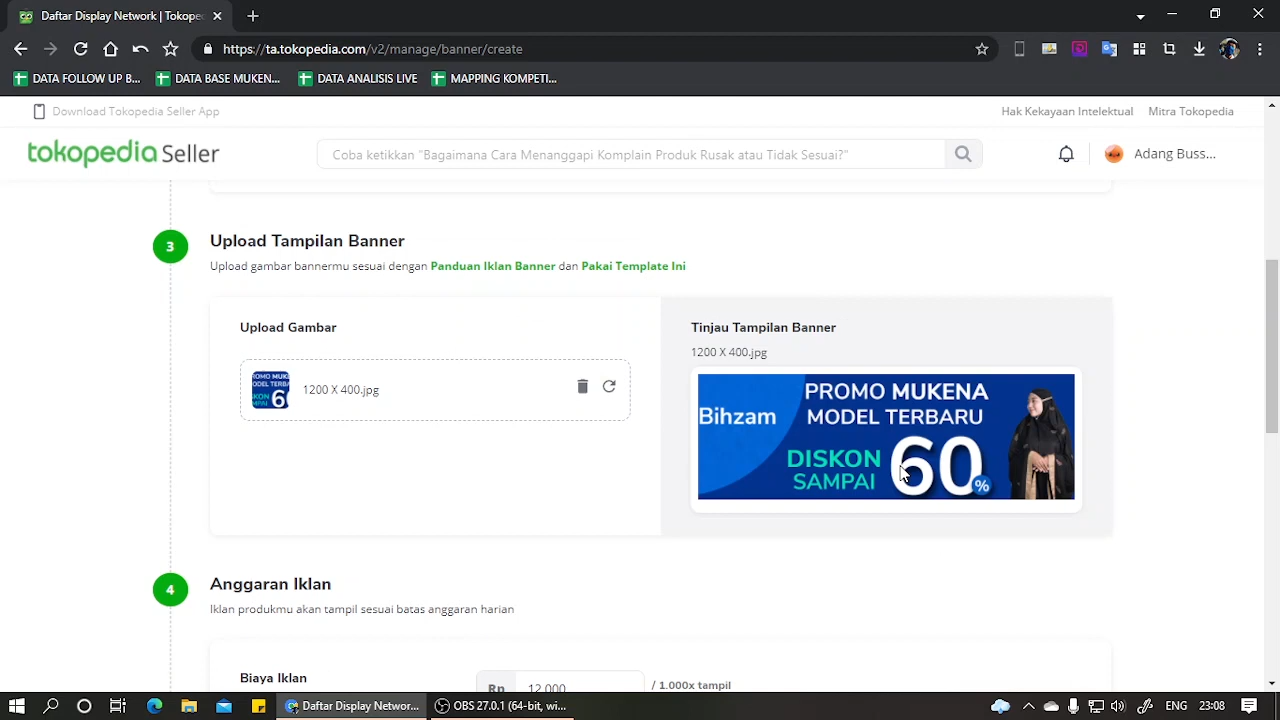 Daftar Display Network | Tokope
https://ta.tokopedia.com/v2/manage/banner/create
DATA FOLLOW UP B...
DATA BASE MUKEN...
DATA ANALISIS LIVE
MAPPING KOMPETI...
Download Tokopedia Seller App
Hak Kekayaan Intelektual
Mitra Tokopedia
tokopedia Seller
Coba ketikkan "Bagaimana Cara Menanggapi Komplain Produk Rusak atau Tidak Sesuai?"
Adang Buss...
3
Upload Tampilan Banner
Upload gambar bannermu sesuai dengan Panduan Iklan Banner dan Pakai Template Ini
Upload Gambar
1200 X 400.jpg
Tinjau Tampilan Banner
1200 X 400.jpg
Bihzam
PROMO MUKENA
MODEL TERBARU
DISKON
SAMPAI
60%
4
Anggaran Iklan
Iklan produkmu akan tampil sesuai batas anggaran harian
Biaya Iklan
Rp 12.000 / 1.000x tampil
Daftar Display Networ...
OBS 27.0.1 (64-bit, wi...
ENG
23:08